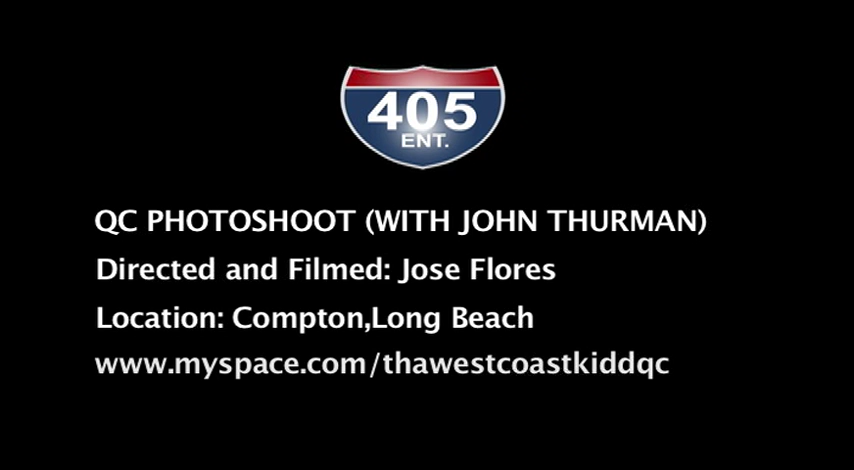 405
ENT.
QC PHOTOSHOOT (WITH JOHN THURMAN)
Directed and Filmed: Jose Flores
Location: Compton,Long Beach
www.myspace.com/thawestcoastkiddqc